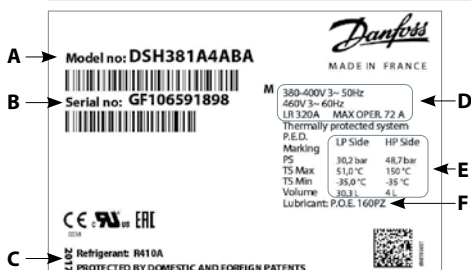 Danfoss
MADE IN FRANCE
A
Model no: DSH381A4ABA
B
Serial no: GF106591898
M
380-400V 3~ 50Hz
460V 3~ 60Hz
LR 320A MAX OPER. 72 A
D
Thermally protected system
P.E.D.
Marking LP Side HP Side
PS 30,2 bar 48,7 bar
TS Max 51,0 °C 150 °C
TS Min -35,0 °C -35 °C
Volume 30,3 L 4 L
E
Lubricant: P.O.E. 160PZ
F
CE us EAC
C
Refrigerant: R410A
PROTECTED BY DOMESTIC AND FOREIGN PATENTS